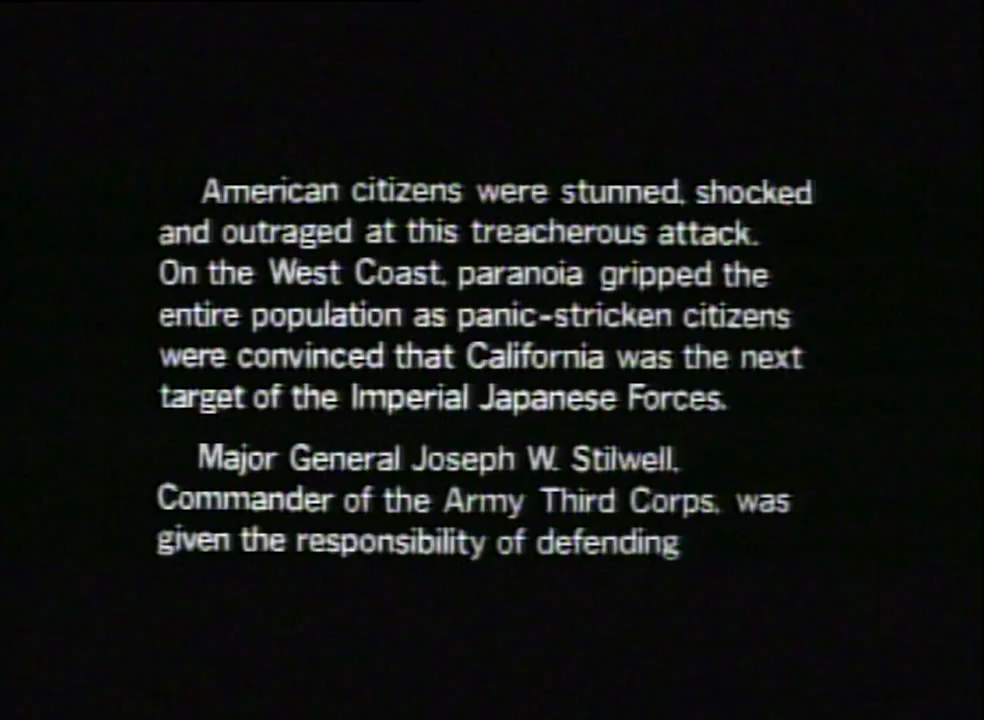 American citizens were stunned, shocked
and outraged at this treacherous attack.
On the West Coast, paranoia gripped the
entire population as panic-stricken citizens
were convinced that California was the next
target of the Imperial Japanese Forces.
Major General Joseph W. Stilwell,
Commander of the Army Third Corps, was
given the responsibility of defending